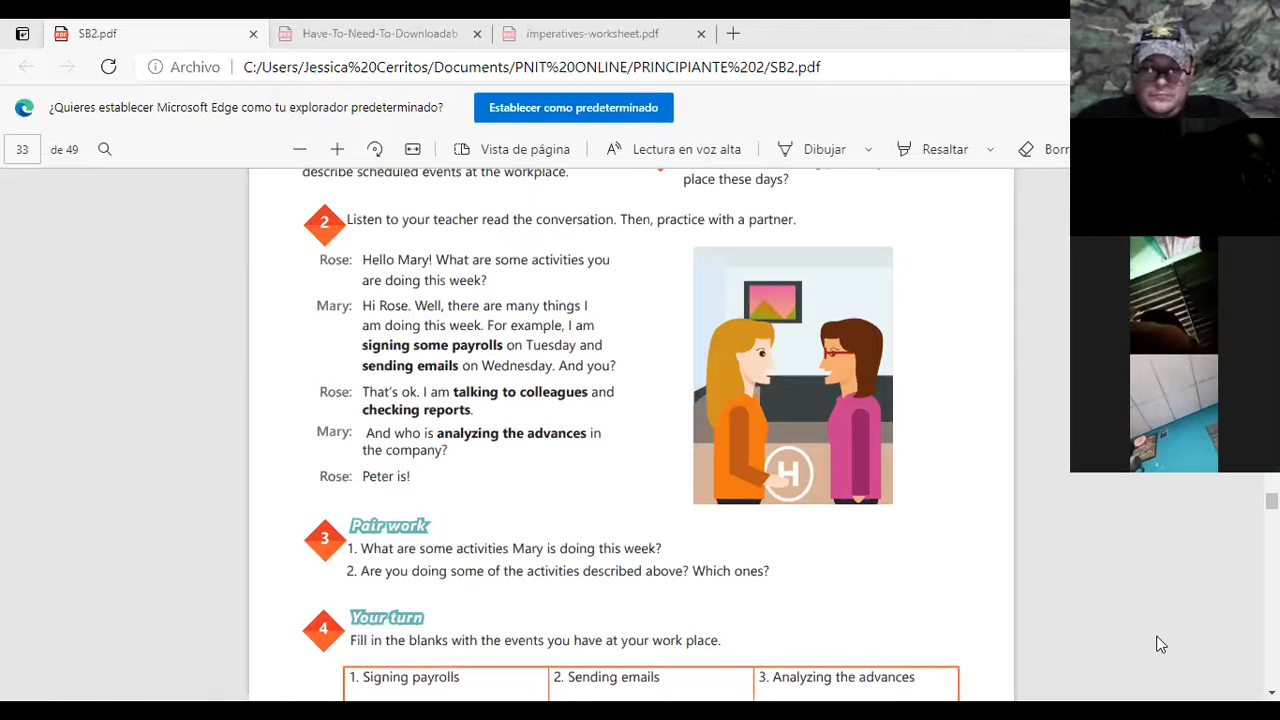 SB2.pdf
Have-To-Need-To-Downloadab
imperatives-worksheet.pdf
Archivo
C:/Users/Jessica%20Cerritos/Documents/PNIT%20ONLINE/PRINCIPIANTE%202/SB2.pdf
¿Quieres establecer Microsoft Edge como tu explorador predeterminado?
Establecer como predeterminado
33
de 49
Vista de página
Lectura en voz alta
Dibujar
Resaltar
Borr
describe scheduled events at the workplace.
place these days?
2
Listen to your teacher read the conversation. Then, practice with a partner.
Rose: Hello Mary! What are some activities you
are doing this week?
Mary: Hi Rose. Well, there are many things I
am doing this week. For example, I am
signing some payrolls on Tuesday and
sending emails on Wednesday. And you?
Rose: That's ok. I am talking to colleagues and
checking reports.
Mary: And who is analyzing the advances in
the company?
Rose: Peter is!
H
3
Pair work
1. What are some activities Mary is doing this week?
2. Are you doing some of the activities described above? Which ones?
4
Your turn
Fill in the blanks with the events you have at your work place.
1. Signing payrolls
2. Sending emails
3. Analyzing the advances